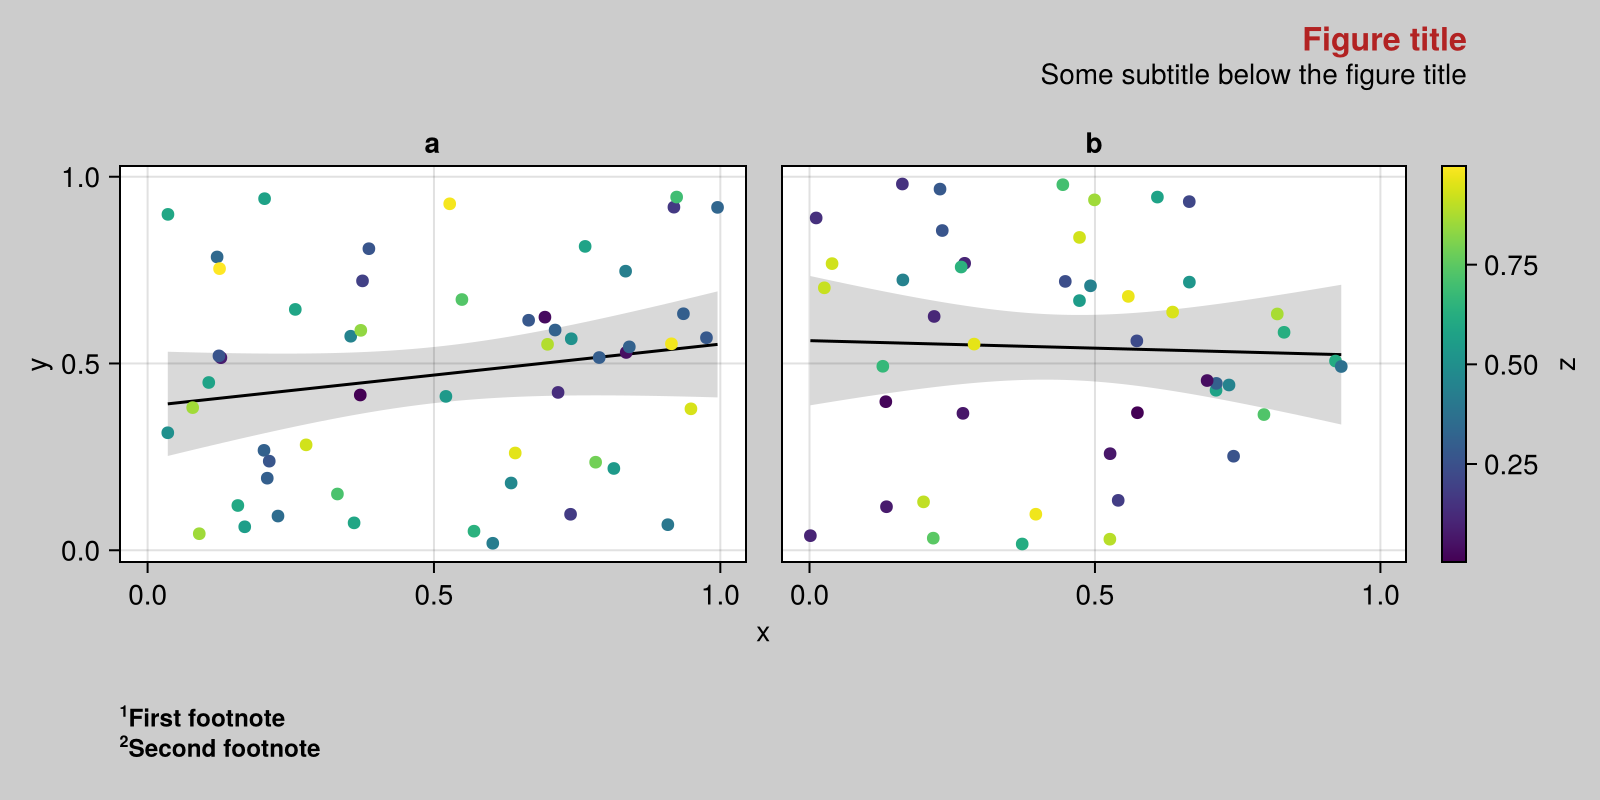 Figure title
Some subtitle below the figure title
a
b
1.0
0.5
0.0
y
0.0
0.5
1.0
0.0
0.5
1.0
x
0.75
0.50
0.25
z
¹First footnote
²Second footnote